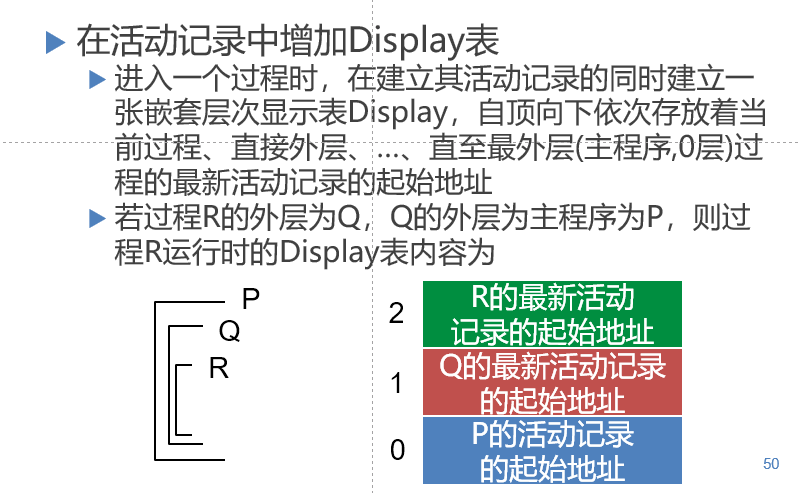 在活动记录中增加Display表
进入一个过程时，在建立其活动记录的同时建立一
张嵌套层次显示表Display，自顶向下依次存放着当
前过程、直接外层、…、直至最外层(主程序,0层)过
程的最新活动记录的起始地址
若过程R的外层为Q，Q的外层为主程序为P，则过
程R运行时的Display表内容为
P
Q
R
2
R的最新活动
记录的起始地址
1
Q的最新活动记录
的起始地址
0
P的活动记录
的起始地址
50